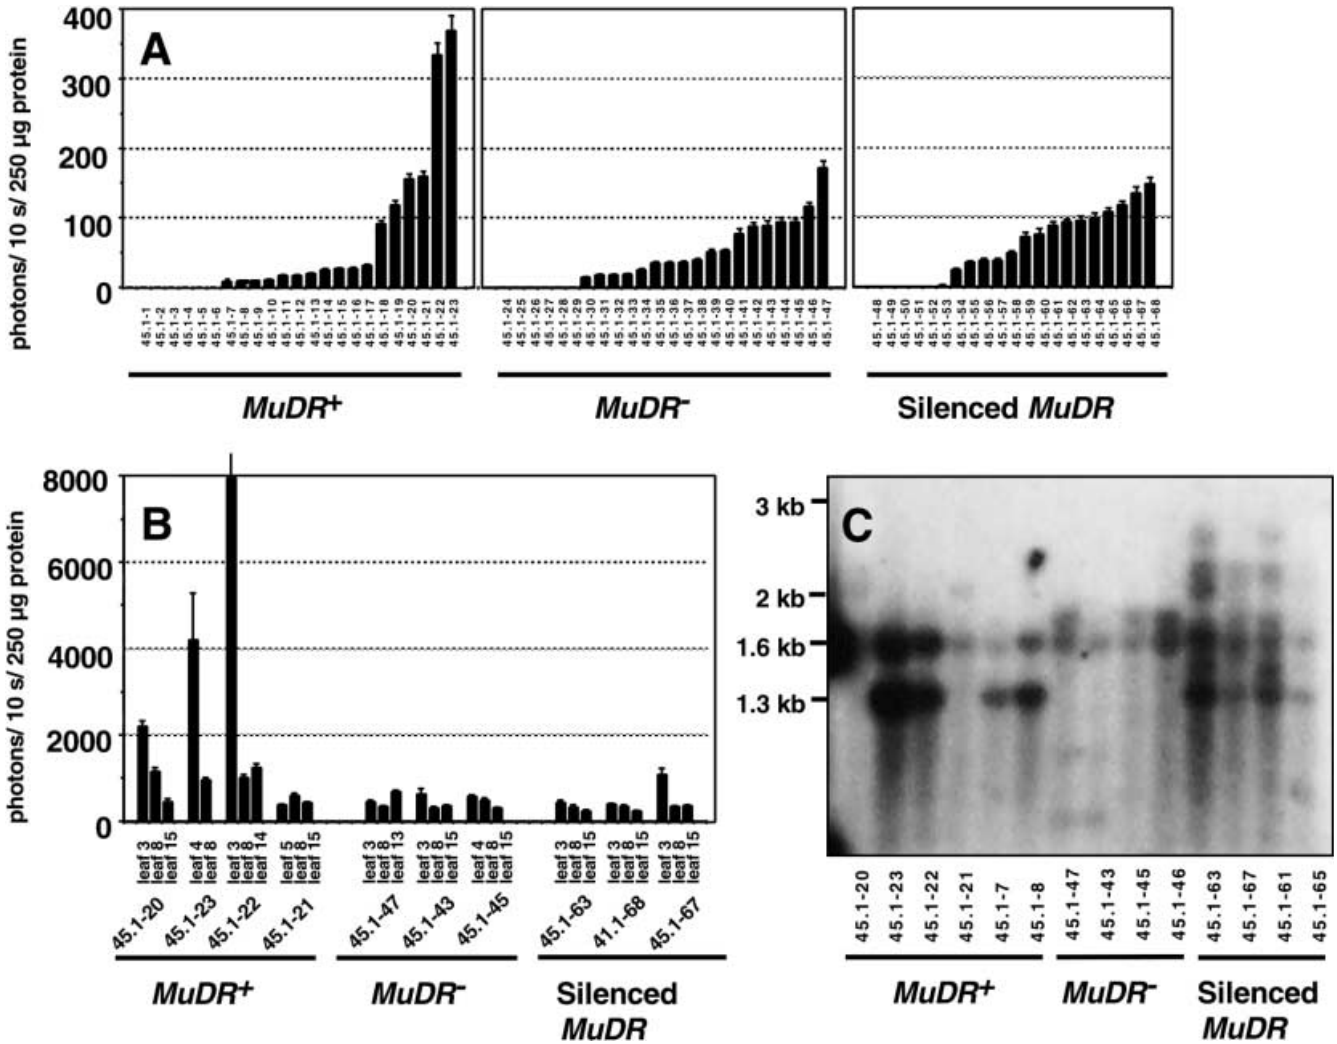 A
photons/ 10 s/ 250 µg protein
400
300
200
100
0
45.1-1
45.1-2
45.1-3
45.1-4
45.1-5
45.1-6
45.1-7
45.1-8
45.1-9
45.1-10
45.1-11
45.1-12
45.1-13
45.1-14
45.1-15
45.1-16
45.1-17
45.1-18
45.1-19
45.1-20
45.1-21
45.1-22
45.1-23
45.1-24
45.1-25
45.1-26
45.1-27
45.1-28
45.1-29
45.1-30
45.1-31
45.1-32
45.1-33
45.1-34
45.1-35
45.1-36
45.1-37
45.1-38
45.1-39
45.1-40
45.1-41
45.1-42
45.1-43
45.1-44
45.1-45
45.1-46
45.1-47
45.1-48
45.1-49
45.1-50
45.1-51
45.1-52
45.1-53
45.1-54
45.1-55
45.1-56
45.1-57
45.1-58
45.1-59
45.1-60
45.1-61
45.1-62
45.1-63
45.1-64
45.1-65
45.1-66
45.1-67
45.1-68
MuDR+
MuDR-
Silenced MuDR
B
photons/ 10 s/ 250 µg protein
8000
6000
4000
2000
0
leaf 3
leaf 8
leaf 15
leaf 4
leaf 8
leaf 3
leaf 8
leaf 14
leaf 5
leaf 8
leaf 15
leaf 3
leaf 8
leaf 13
leaf 3
leaf 8
leaf 15
leaf 4
leaf 8
leaf 15
leaf 3
leaf 8
leaf 15
leaf 3
leaf 8
leaf 15
leaf 3
leaf 8
leaf 15
45.1-20
45.1-23
45.1-22
45.1-21
45.1-47
45.1-43
45.1-45
45.1-63
41.1-68
45.1-67
MuDR+
MuDR-
Silenced
MuDR
C
3 kb
2 kb
1.6 kb
1.3 kb
45.1-20
45.1-23
45.1-22
45.1-21
45.1-7
45.1-8
45.1-47
45.1-43
45.1-45
45.1-46
45.1-63
45.1-67
45.1-61
45.1-65
MuDR+
MuDR-
Silenced
MuDR